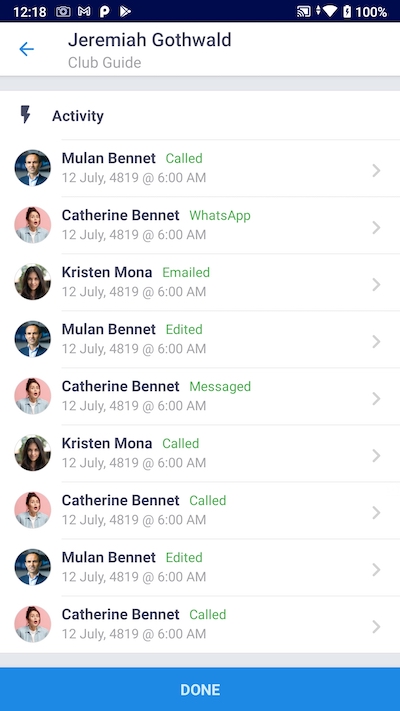 12:18 100%
Jeremiah Gothwald
Club Guide
Activity
Mulan Bennet Called
12 July, 4819 @ 6:00 AM
Catherine Bennet WhatsApp
12 July, 4819 @ 6:00 AM
Kristen Mona Emailed
12 July, 4819 @ 6:00 AM
Mulan Bennet Edited
12 July, 4819 @ 6:00 AM
Catherine Bennet Messaged
12 July, 4819 @ 6:00 AM
Kristen Mona Called
12 July, 4819 @ 6:00 AM
Catherine Bennet Called
12 July, 4819 @ 6:00 AM
Mulan Bennet Edited
12 July, 4819 @ 6:00 AM
Catherine Bennet Called
12 July, 4819 @ 6:00 AM
DONE